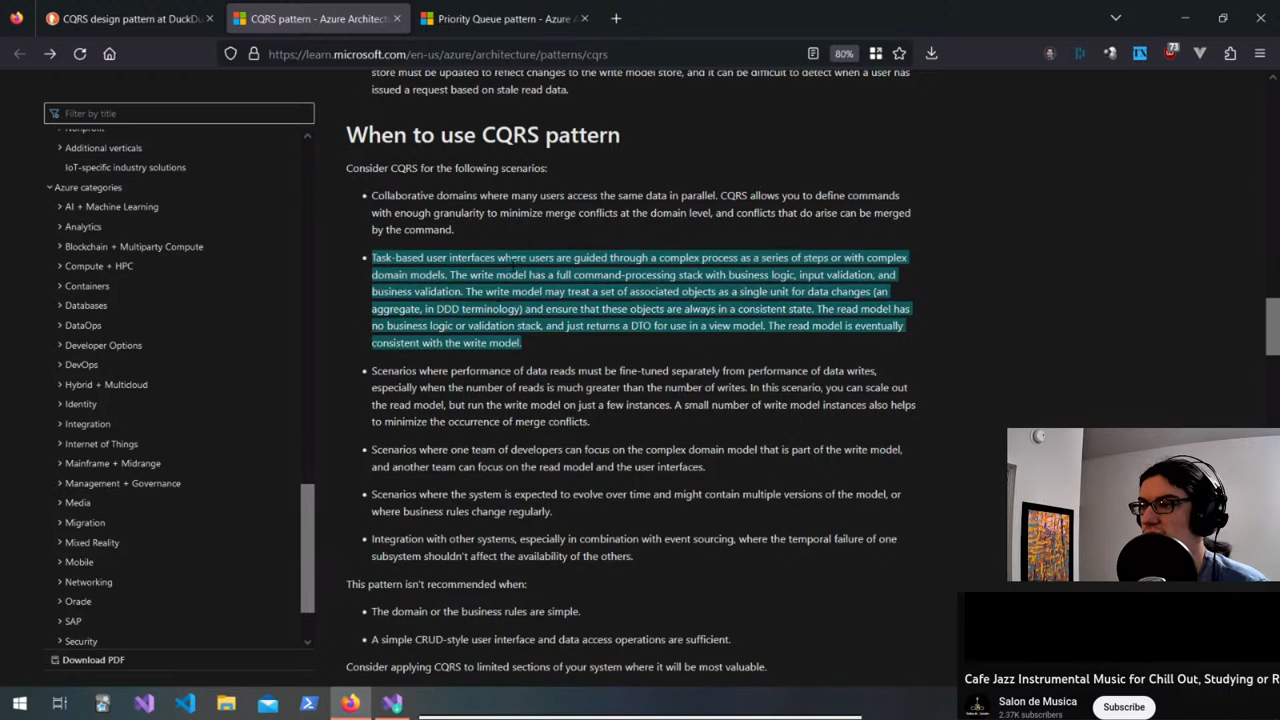 CQRS design pattern at DuckDu
CQRS pattern - Azure Architect
Priority Queue pattern - Azure A
https://learn.microsoft.com/en-us/azure/architecture/patterns/cqrs
80%
73
store must be updated to reflect changes to the write model store, and it can be difficult to detect when a user has
issued a request based on stale read data.
Filter by title
Nonprofit
Additional verticals
IoT-specific industry solutions
Azure categories
AI + Machine Learning
Analytics
Blockchain + Multiparty Compute
Compute + HPC
Containers
Databases
DataOps
Developer Options
DevOps
Hybrid + Multicloud
Identity
Integration
Internet of Things
Mainframe + Midrange
Management + Governance
Media
Migration
Mixed Reality
Mobile
Networking
Oracle
SAP
Security
Download PDF
When to use CQRS pattern
Consider CQRS for the following scenarios:
• Collaborative domains where many users access the same data in parallel. CQRS allows you to define commands
with enough granularity to minimize merge conflicts at the domain level, and conflicts that do arise can be merged
by the command.
• Task-based user interfaces where users are guided through a complex process as a series of steps or with complex
domain models. The write model has a full command-processing stack with business logic, input validation, and
business validation. The write model may treat a set of associated objects as a single unit for data changes (an
aggregate, in DDD terminology) and ensure that these objects are always in a consistent state. The read model has
no business logic or validation stack, and just returns a DTO for use in a view model. The read model is eventually
consistent with the write model.
• Scenarios where performance of data reads must be fine-tuned separately from performance of data writes,
especially when the number of reads is much greater than the number of writes. In this scenario, you can scale out
the read model, but run the write model on just a few instances. A small number of write model instances also helps
to minimize the occurrence of merge conflicts.
• Scenarios where one team of developers can focus on the complex domain model that is part of the write model,
and another team can focus on the read model and the user interfaces.
• Scenarios where the system is expected to evolve over time and might contain multiple versions of the model, or
where business rules change regularly.
• Integration with other systems, especially in combination with event sourcing, where the temporal failure of one
subsystem shouldn't affect the availability of the others.
This pattern isn't recommended when:
• The domain or the business rules are simple.
• A simple CRUD-style user interface and data access operations are sufficient.
Consider applying CQRS to limited sections of your system where it will be most valuable.
Cafe Jazz Instrumental Music for Chill Out, Studying or R
Salon de Musica
2.37K subscribers
Subscribe